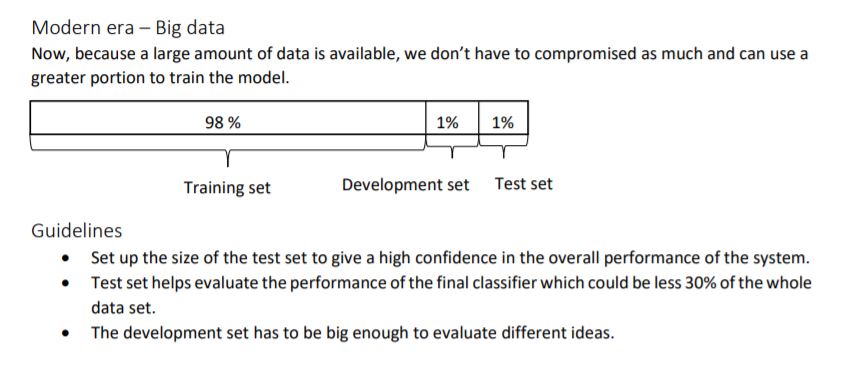 Modern era – Big data
Now, because a large amount of data is available, we don't have to compromised as much and can use a
greater portion to train the model.
98 % 1% 1%
Training set Development set Test set
Guidelines
• Set up the size of the test set to give a high confidence in the overall performance of the system.
• Test set helps evaluate the performance of the final classifier which could be less 30% of the whole
data set.
• The development set has to be big enough to evaluate different ideas.